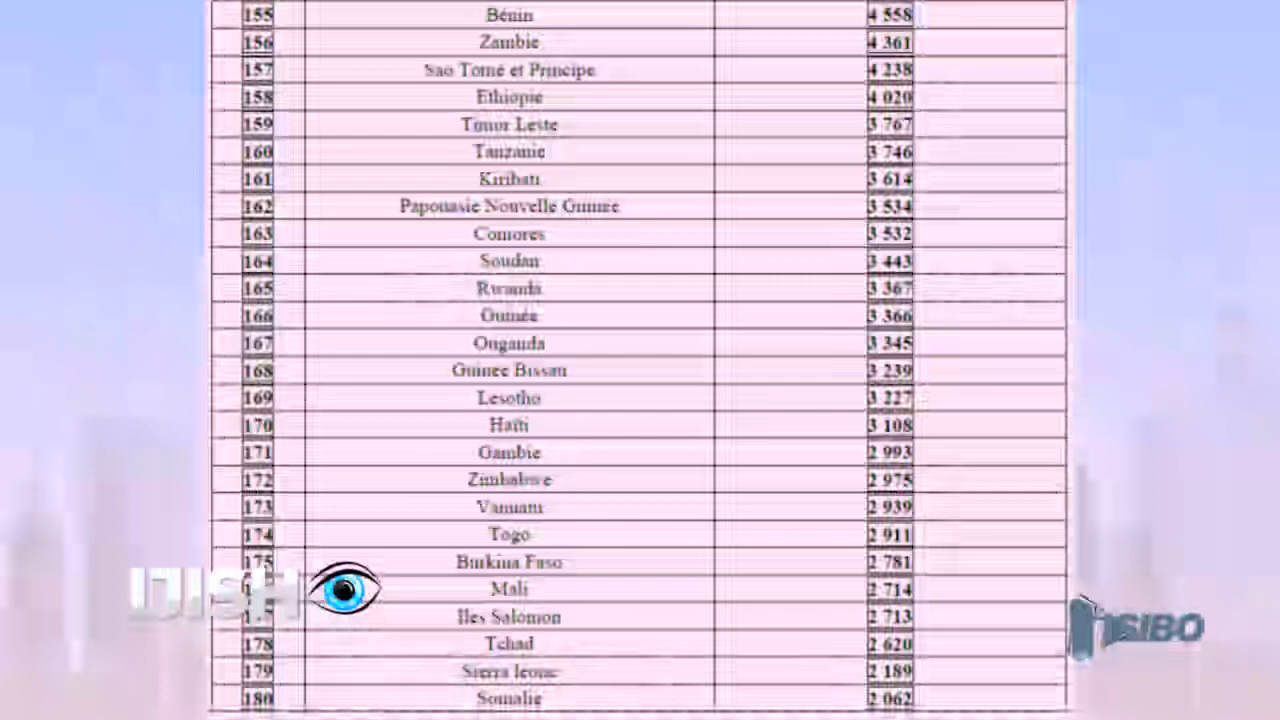 155 Bénin 4 558
156 Zambie 4 361
157 Sao Tomé et Principe 4 238
158 Ethiopie 4 020
159 Timor Leste 3 767
160 Tanzanie 3 746
161 Kiribati 3 614
162 Papouasie Nouvelle Guinée 3 534
163 Comores 3 532
164 Soudan 3 443
165 Rwanda 3 367
166 Guinée 3 366
167 Ouganda 3 345
168 Guinee Bissau 3 239
169 Lesotho 3 227
170 Haïti 3 108
171 Gambie 2 993
172 Zimbabwe 2 975
173 Vanuatu 2 939
174 Togo 2 911
175 Burkina Faso 2 781
Mali 2 714
Iles Salomon 2 713
178 Tchad 2 620
179 Sierra leone 2 189
180 Somalie 2 062
ISIBO